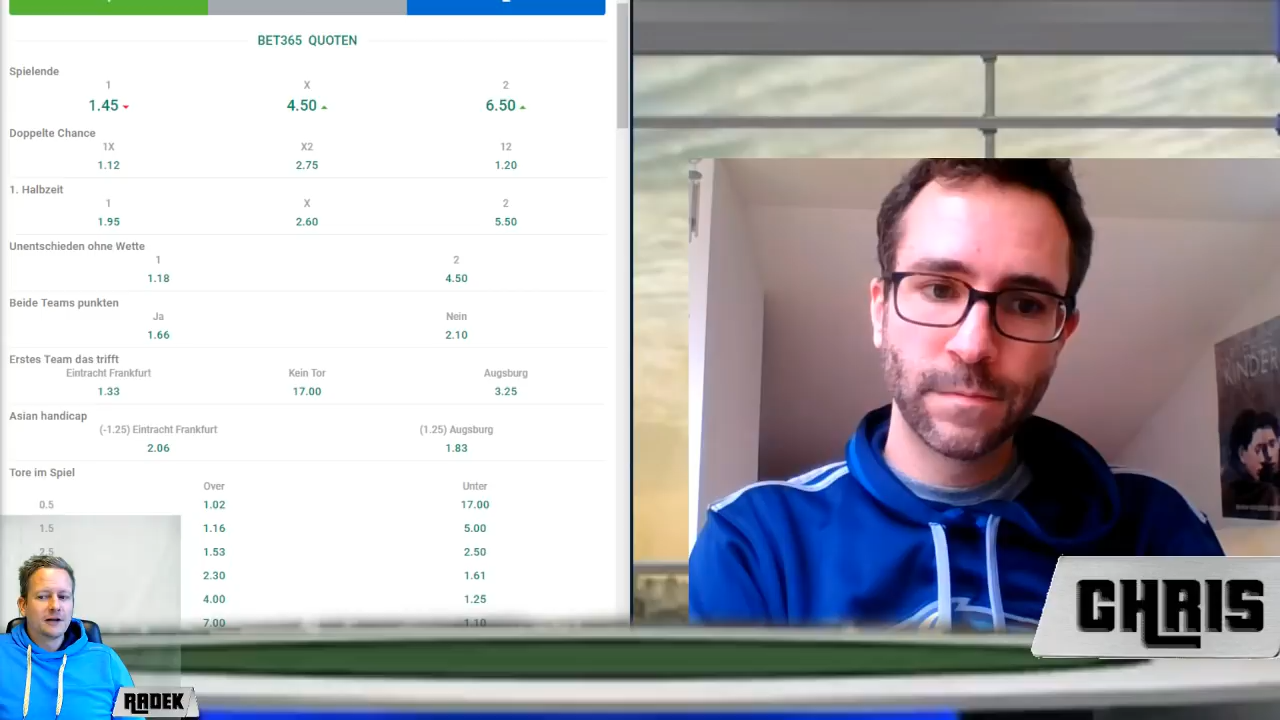 BET365 QUOTEN
Spielende
1 X 2
1.45 4.50 6.50
Doppelte Chance
1X X2 12
1.12 2.75 1.20
1. Halbzeit
1 X 2
1.95 2.60 5.50
Unentschieden ohne Wette
1 2
1.18 4.50
Beide Teams punkten
Ja Nein
1.66 2.10
Erstes Team das trifft
Eintracht Frankfurt Kein Tor Augsburg
1.33 17.00 3.25
Asian handicap
(-1.25) Eintracht Frankfurt (1.25) Augsburg
2.06 1.83
Tore im Spiel
Over Unter
0.5 1.02 17.00
1.5 1.16 5.00
2.5 1.53 2.50
2.30 1.61
4.00 1.25
7.00 1.10
KINDER
CHRIS
RADEK